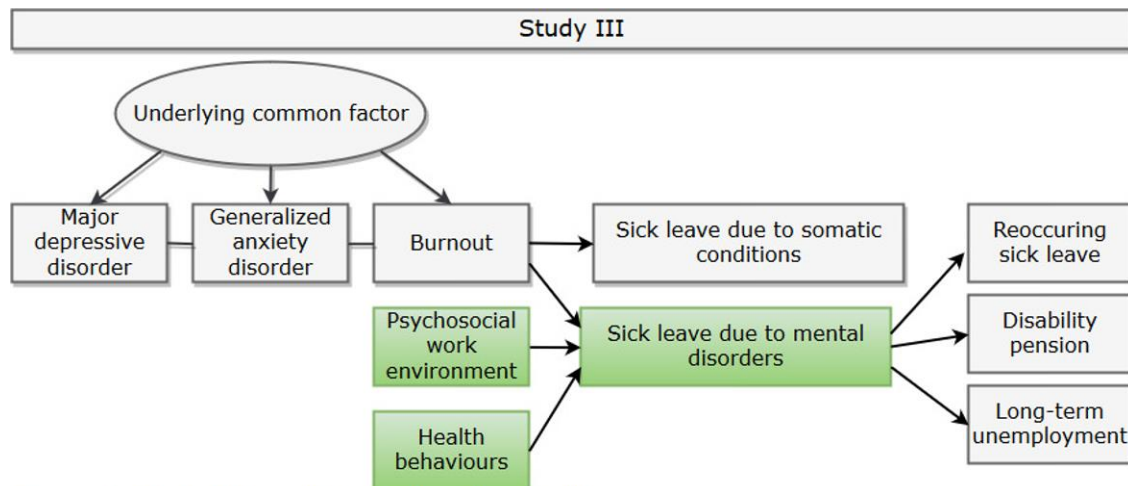 Study III
Underlying common factor
Major
depressive
disorder
Generalized
anxiety
disorder
Burnout
Sick leave due to somatic
conditions
Reoccuring
sick leave
Psychosocial
work
environment
Sick leave due to mental
disorders
Disability
pension
Health
behaviours
Long-term
unemployment